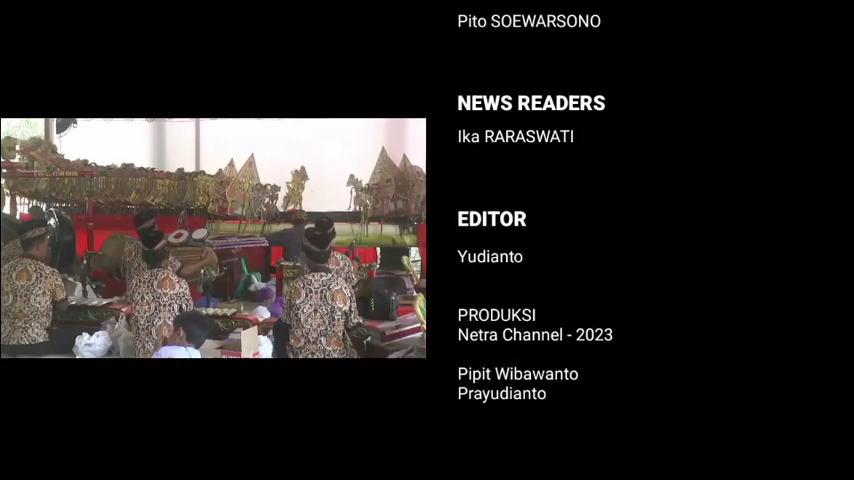 Pito SOEWARSONO
NEWS READERS
Ika RARASWATI
EDITOR
Yudianto
PRODUKSI
Netra Channel - 2023
Pipit Wibawanto
Prayudianto